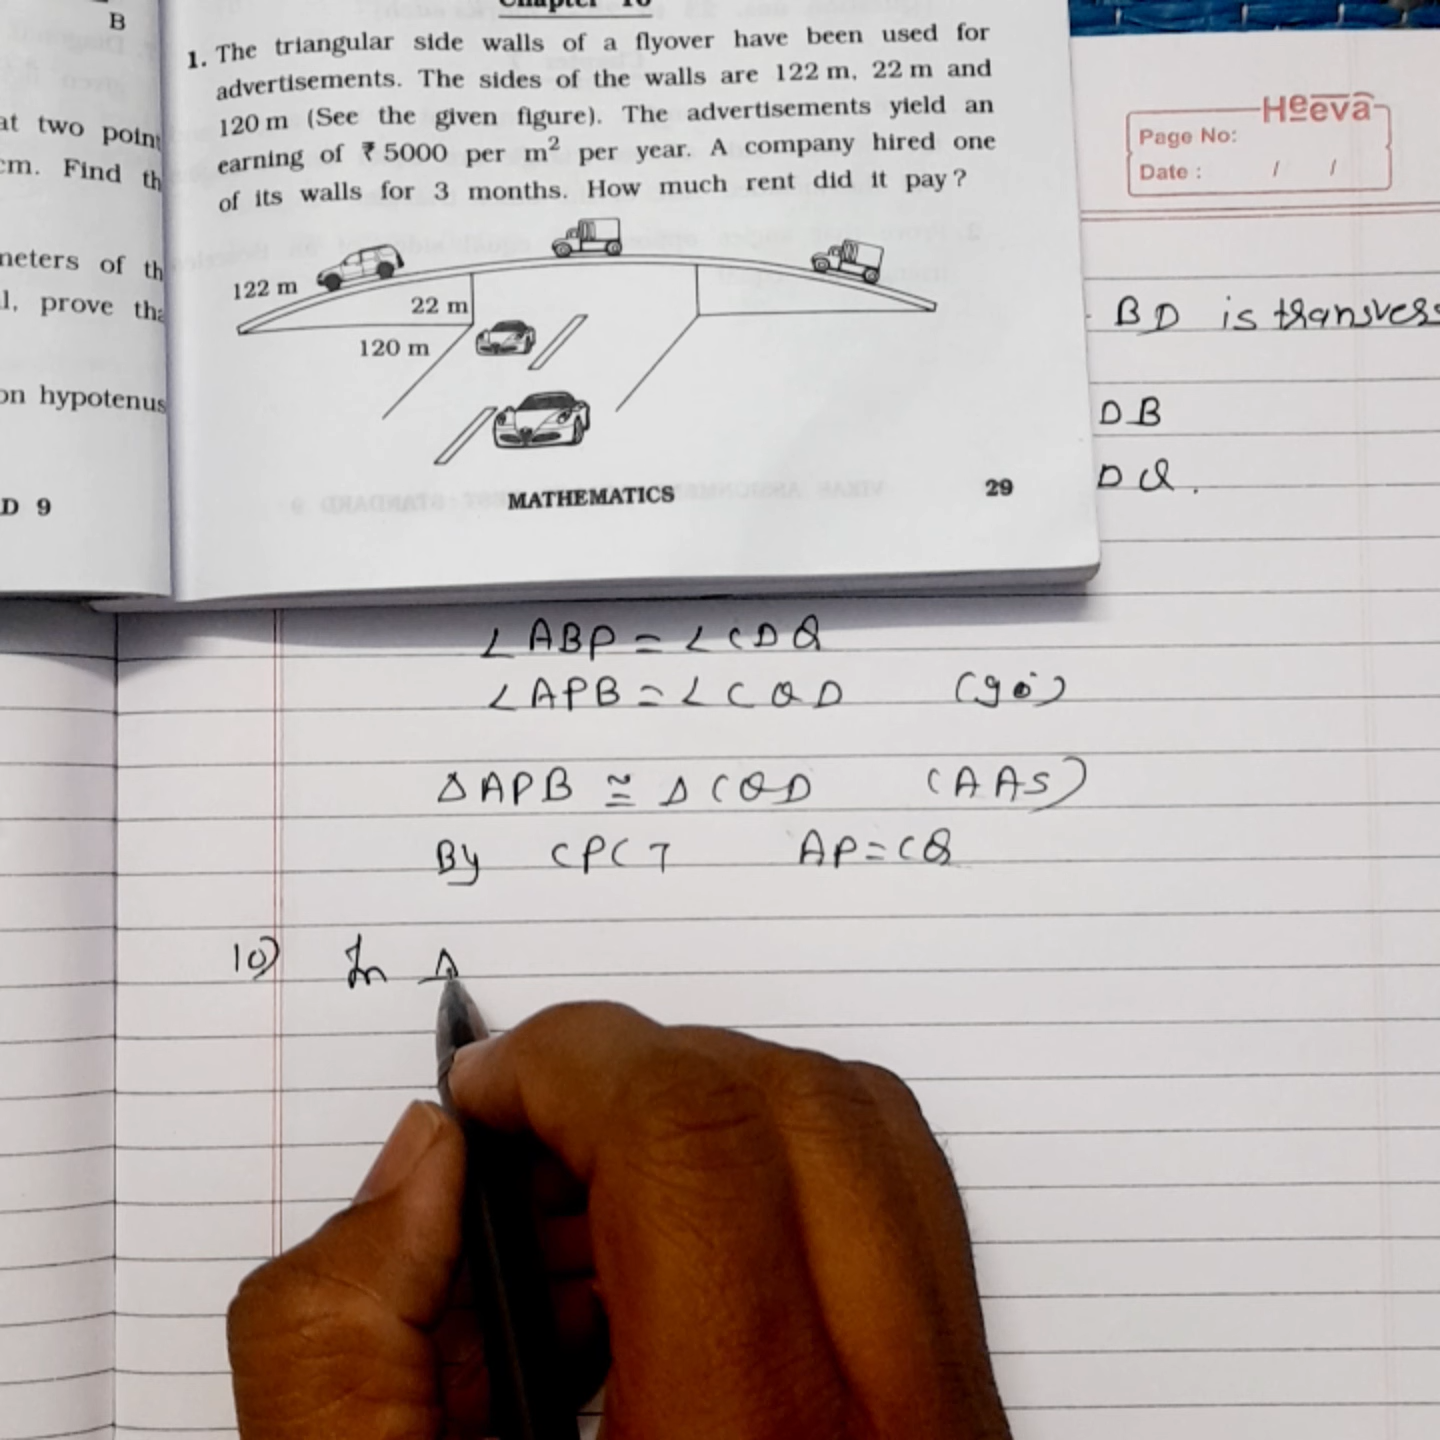 B
at two point
cm. Find th
meters of th
l, prove tha
on hypotenus
D 9
1. The triangular side walls of a flyover have been used for
advertisements. The sides of the walls are 122 m, 22 m and
120 m (See the given figure). The advertisements yield an
earning of ₹ 5000 per m² per year. A company hired one
of its walls for 3 months. How much rent did it pay?
122 m
22 m
120 m
MATHEMATICS
29
Heeva
Page No:
Date : / /
BD is transvers
DB
DQ.
∠ABP = ∠CDQ
∠APB = ∠CQD (90°)
ΔAPB ≅ ΔCQD (AAS)
By CPCT AP = CQ
10) In Δ